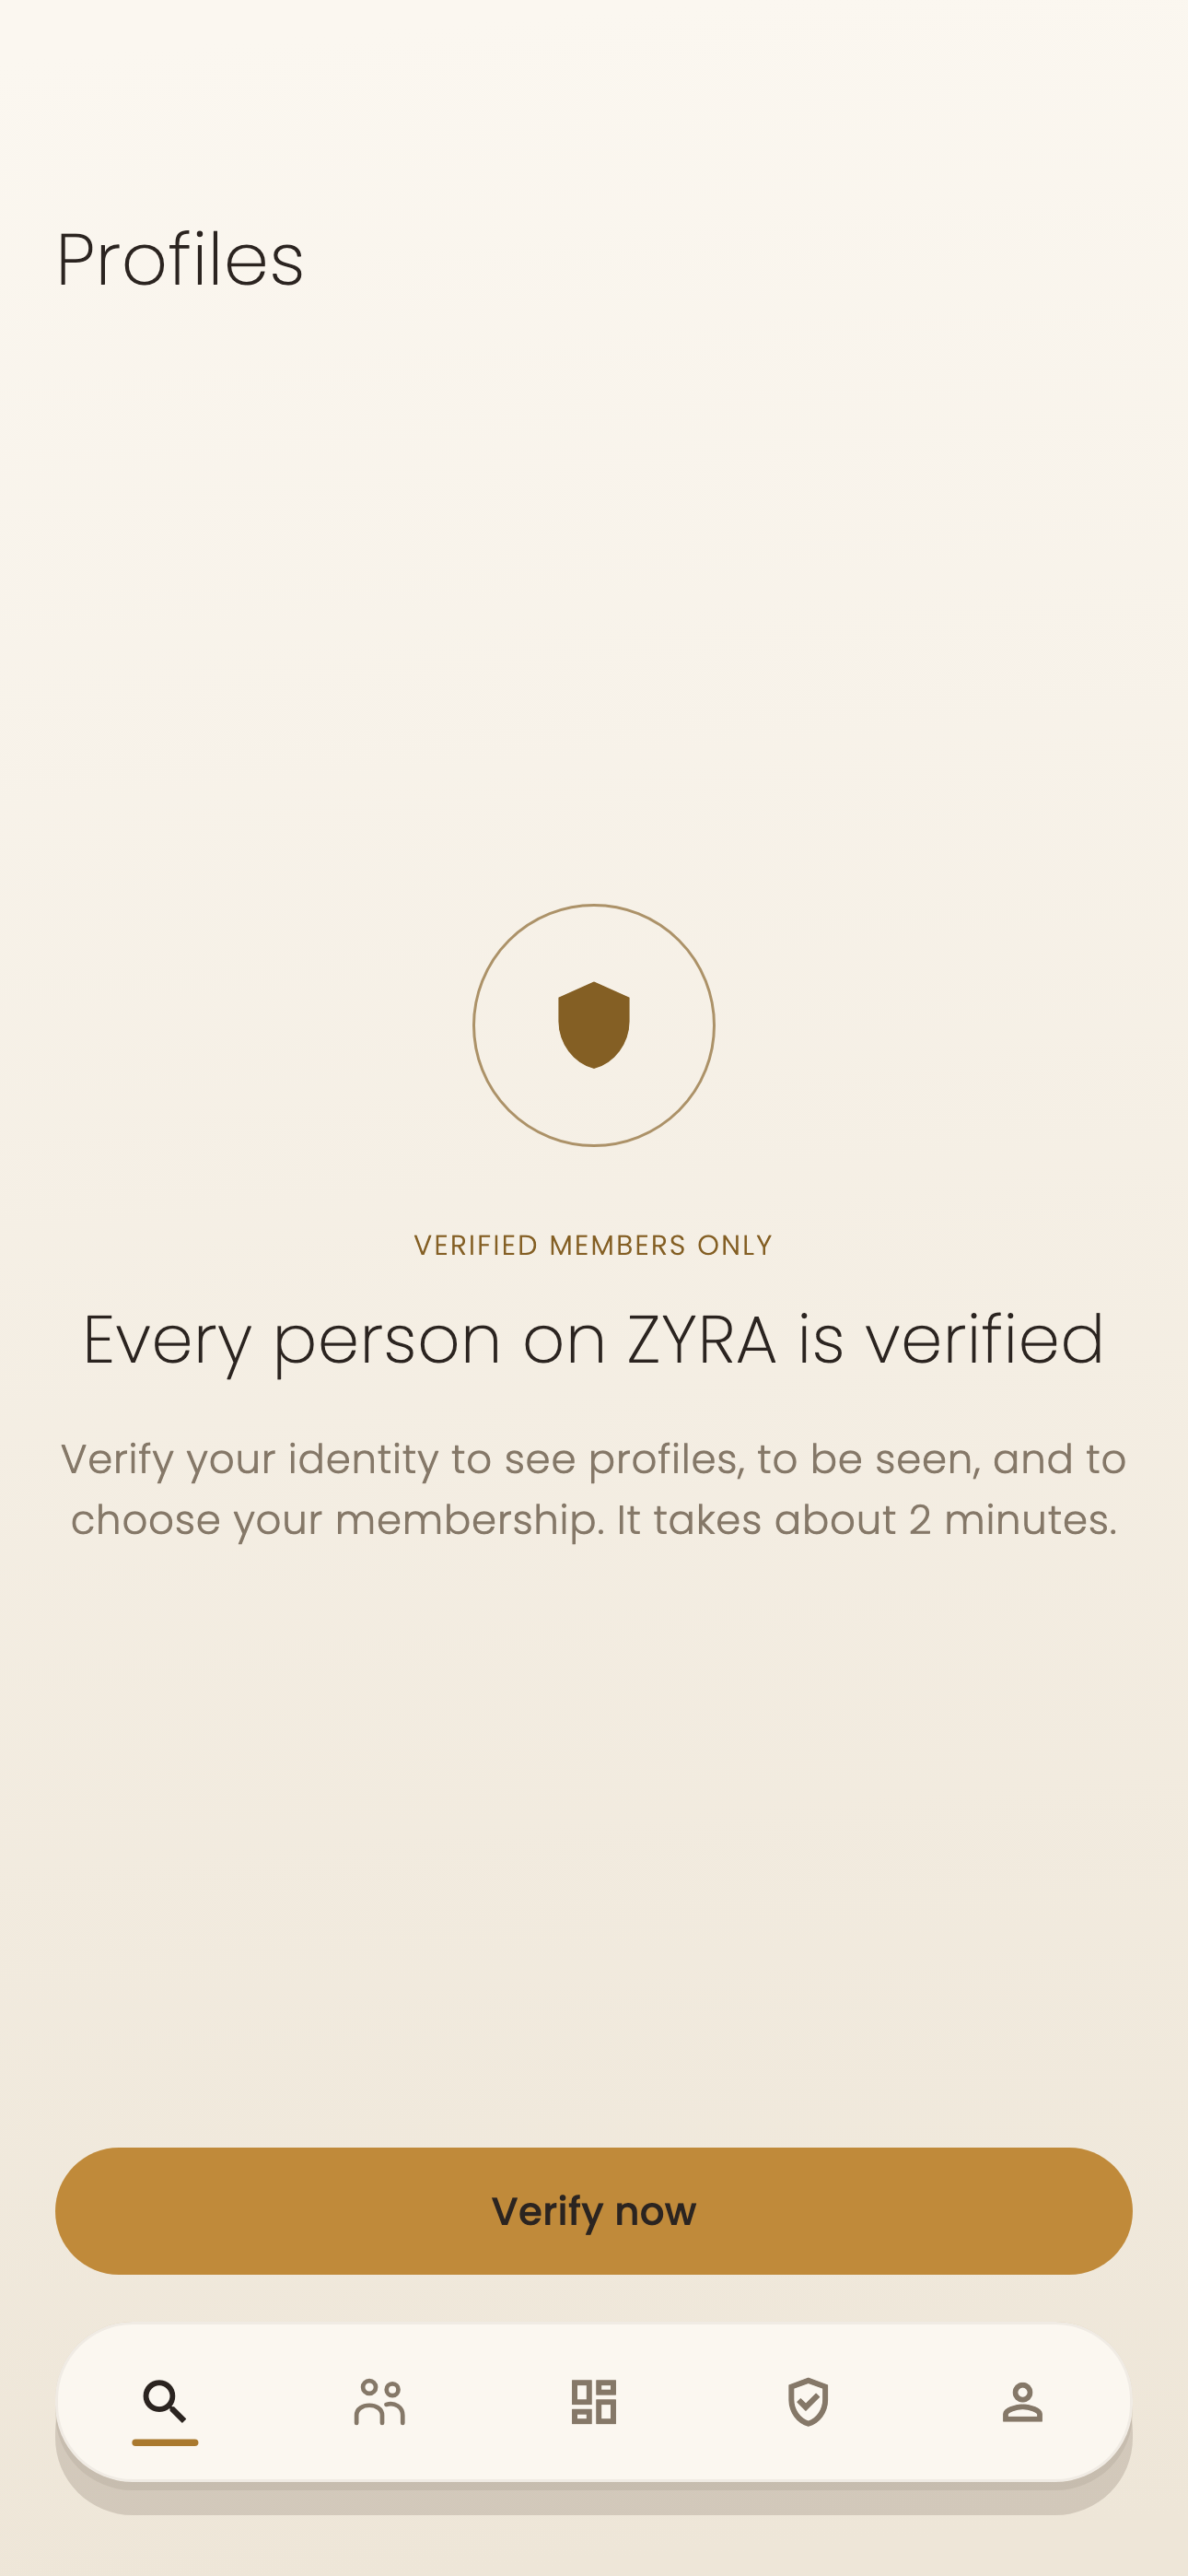 Profiles
VERIFIED MEMBERS ONLY
Every person on ZYRA is verified
Verify your identity to see profiles, to be seen, and to
choose your membership. It takes about 2 minutes.
Verify now